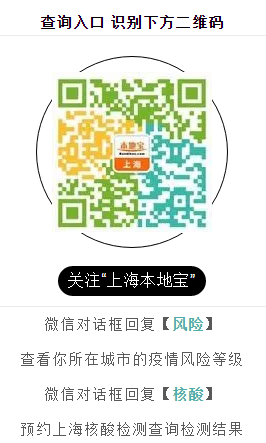 查询入口 识别下方二维码
本地宝
上海
关注“上海本地宝”
微信对话框回复【风险】
查看你所在城市的疫情风险等级
微信对话框回复【核酸】
预约上海核酸检测查询检测结果